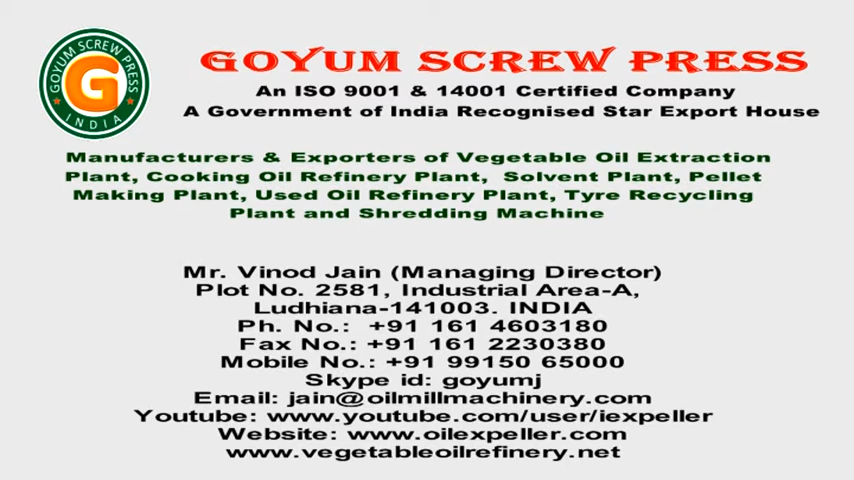 GOYUM SCREW PRESS
INDIA
G
GOYUM SCREW PRESS
An ISO 9001 & 14001 Certified Company
A Government of India Recognised Star Export House
Manufacturers & Exporters of Vegetable Oil Extraction
Plant, Cooking Oil Refinery Plant, Solvent Plant, Pellet
Making Plant, Used Oil Refinery Plant, Tyre Recycling
Plant and Shredding Machine
Mr. Vinod Jain (Managing Director)
Plot No. 2581, Industrial Area-A,
Ludhiana-141003. INDIA
Ph. No.: +91 161 4603180
Fax No.: +91 161 2230380
Mobile No.: +91 99150 65000
Skype id: goyumj
Email: jain@oilmillmachinery.com
Youtube: www.youtube.com/user/iexpeller
Website: www.oilexpeller.com
www.vegetableoilrefinery.net